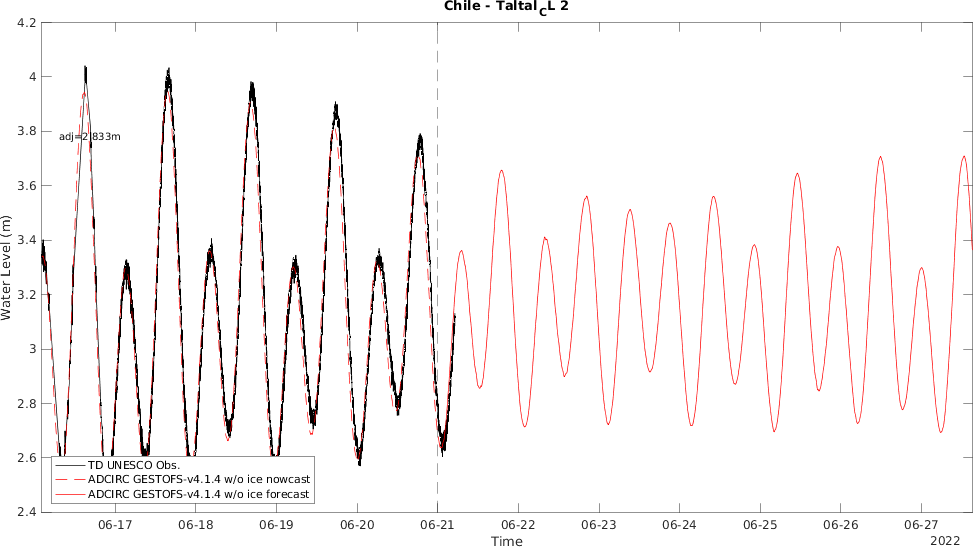 Chile - Taltal_CL 2
4.2
4
3.8
3.6
3.4
3.2
3
2.8
2.6
2.4
Water Level (m)
adj=2.833m
TD UNESCO Obs.
ADCIRC GESTOFS-v4.1.4 w/o ice nowcast
ADCIRC GESTOFS-v4.1.4 w/o ice forecast
06-17 06-18 06-19 06-20 06-21 06-22 06-23 06-24 06-25 06-26 06-27
Time
2022